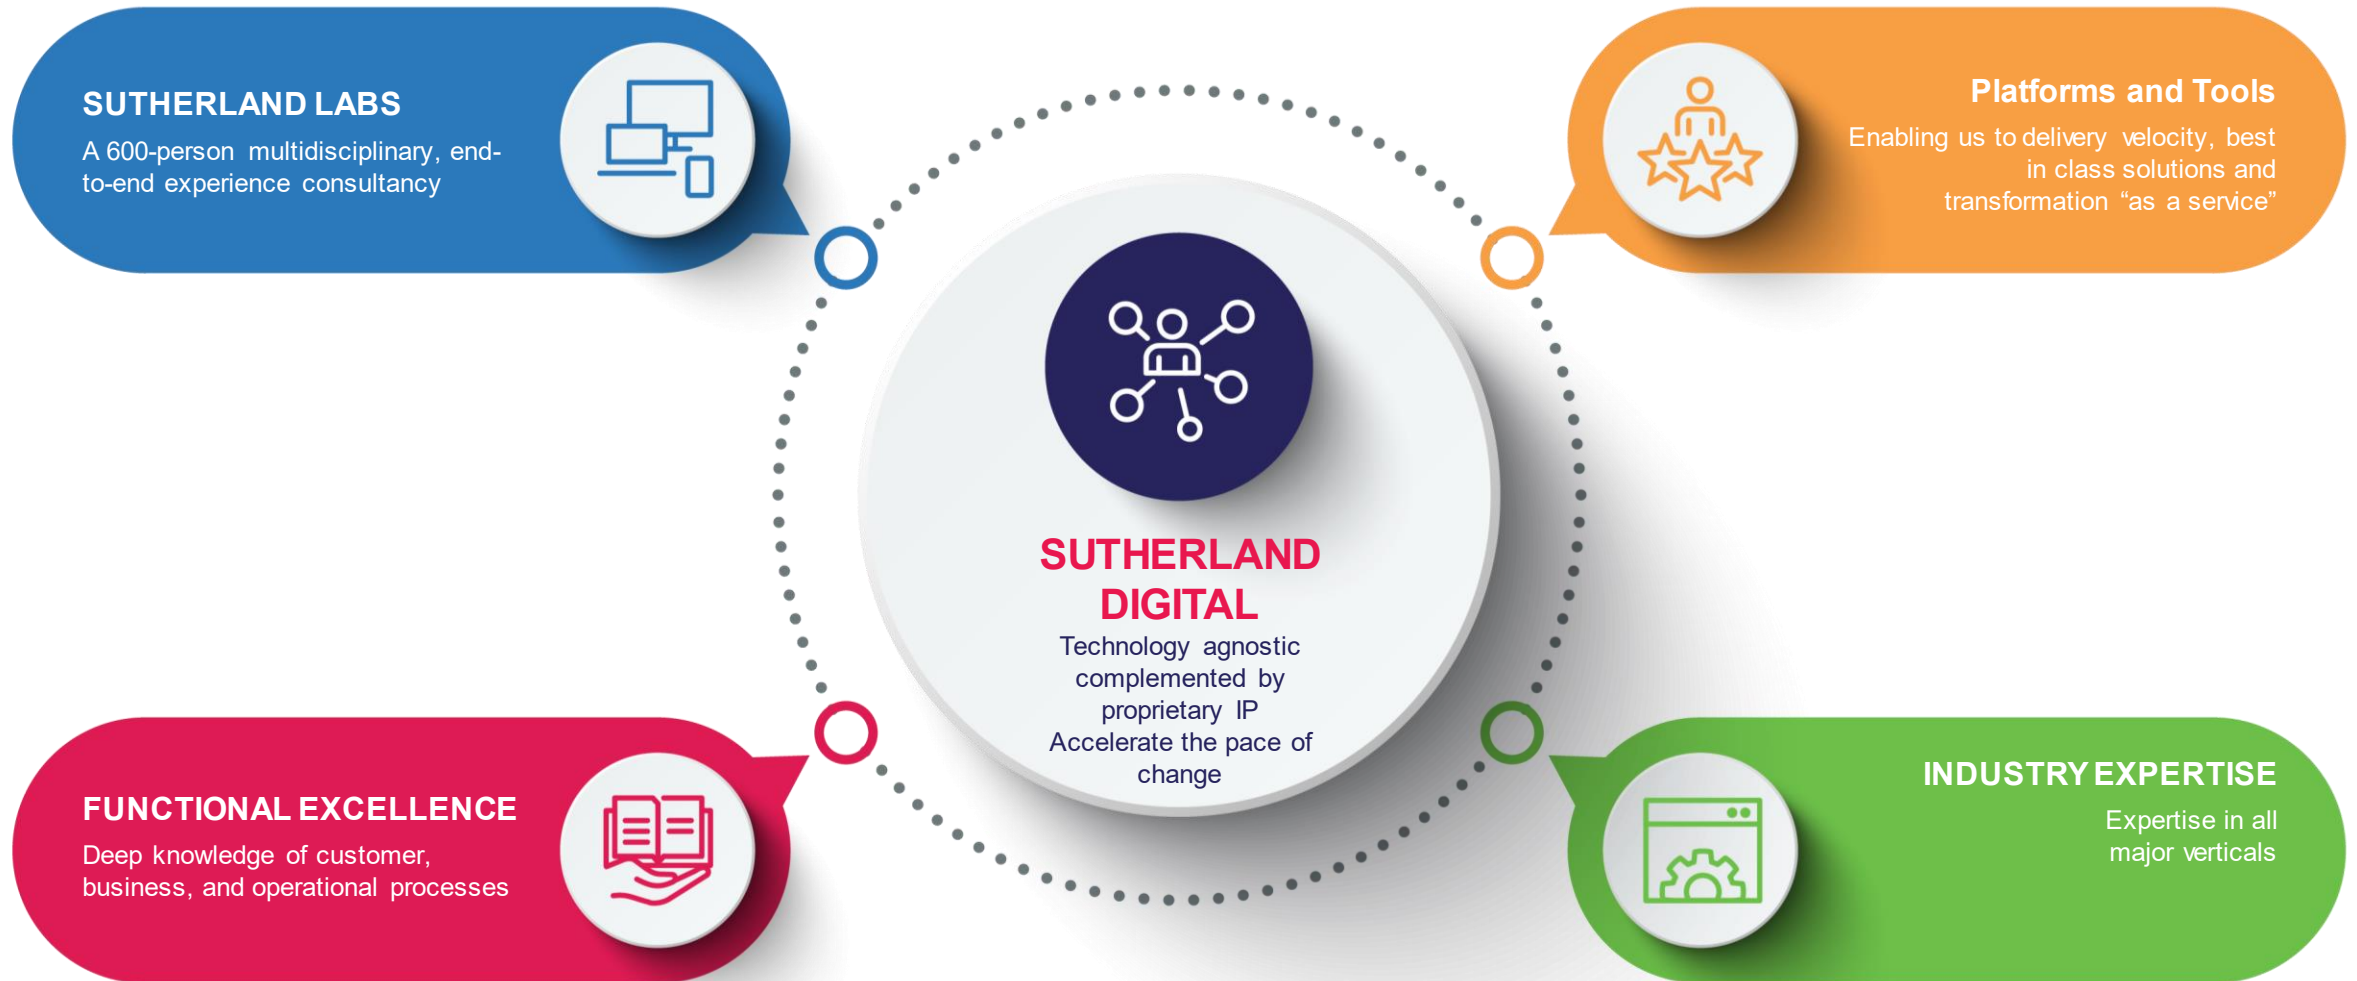 SUTHERLAND LABS
A 600-person multidisciplinary, end-
to-end experience consultancy
Platforms and Tools
Enabling us to delivery velocity, best
in class solutions and
transformation “as a service”
SUTHERLAND
DIGITAL
Technology agnostic
complemented by
proprietary IP
Accelerate the pace of
change
FUNCTIONAL EXCELLENCE
Deep knowledge of customer,
business, and operational processes
INDUSTRY EXPERTISE
Expertise in all
major verticals